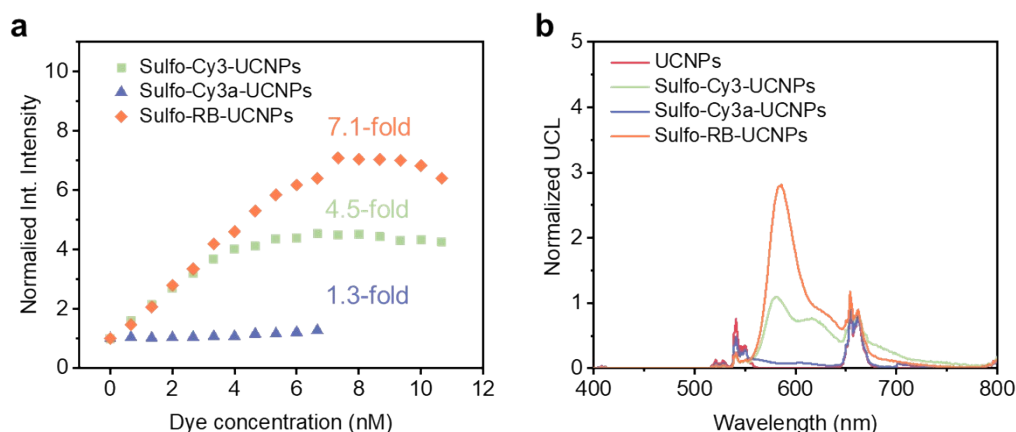 a
Normalied Int. Intensity
10
8
6
4
2
0
Sulfo-Cy3-UCNPs
Sulfo-Cy3a-UCNPs
Sulfo-RB-UCNPs
7.1-fold
4.5-fold
1.3-fold
0 2 4 6 8 10 12
Dye concentration (nM)
b
Normalized UCL
5
4
3
2
1
0
UCNPs
Sulfo-Cy3-UCNPs
Sulfo-Cy3a-UCNPs
Sulfo-RB-UCNPs
400 500 600 700 800
Wavelength (nm)